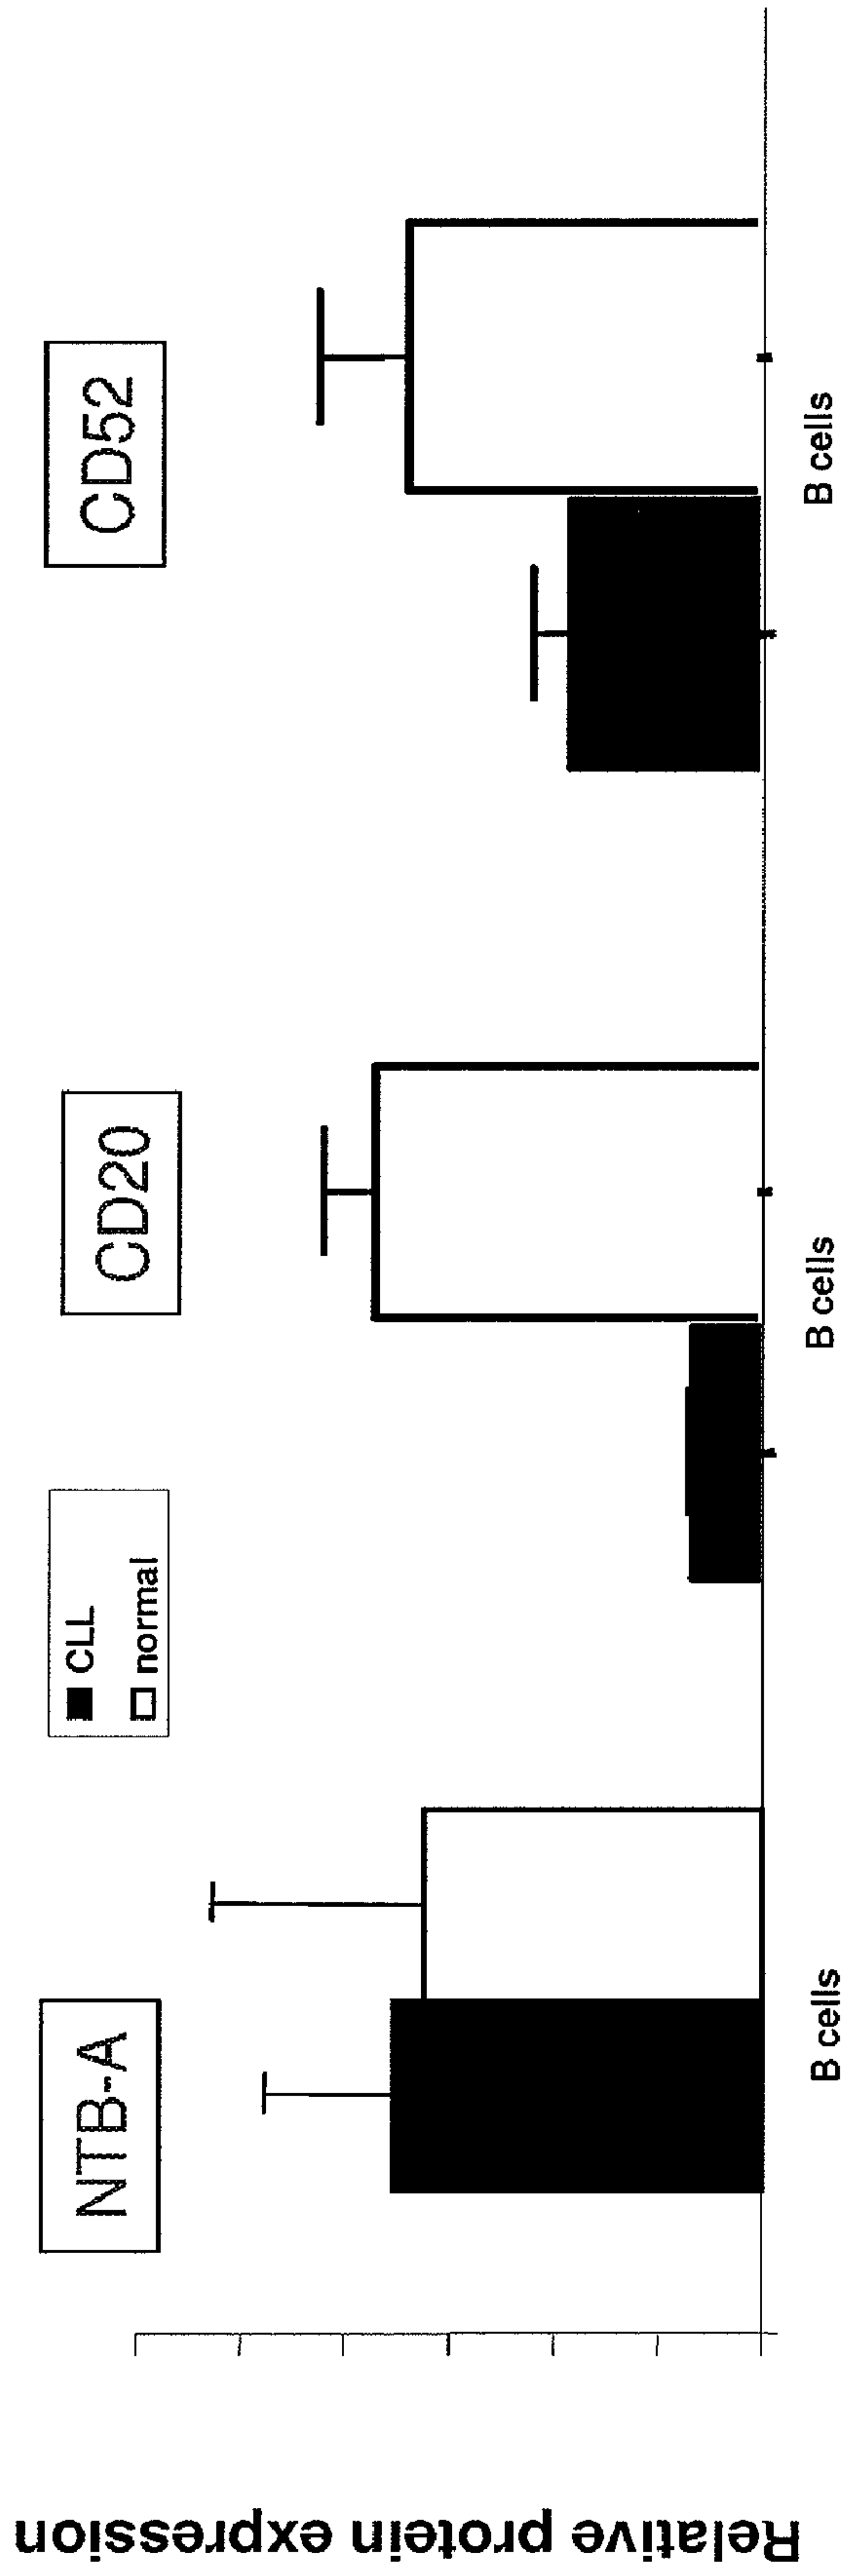 Relative protein expression
NTB-A
CLL
normal
CD20
CD52
B cells
B cells
B cells